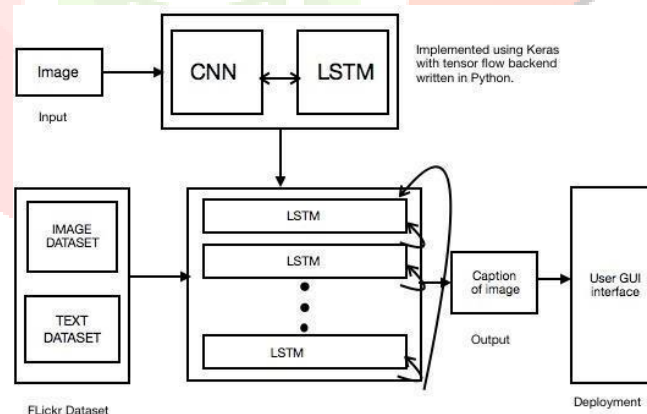 Image
Input
CNN
LSTM
Implemented using Keras
with tensor flow backend
written in Python.
IMAGE
DATASET
TEXT
DATASET
FLickr Dataset
LSTM
LSTM
LSTM
Caption
of image
Output
User GUI
interface
Deployment